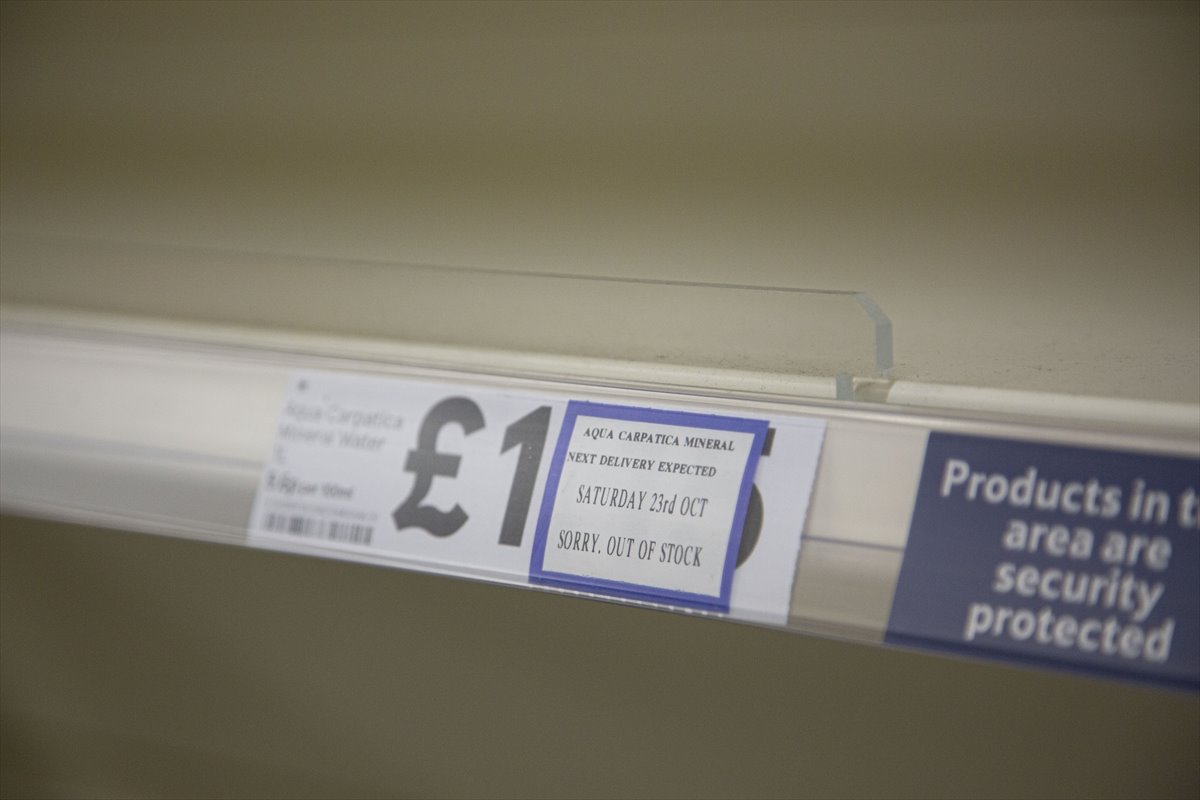 Aqua Carpatica
Mineral Water
£1
AQUA CARPATICA MINERAL
NEXT DELIVERY EXPECTED
SATURDAY 23rd OCT
SORRY. OUT OF STOCK
Products in
area are
security
protected